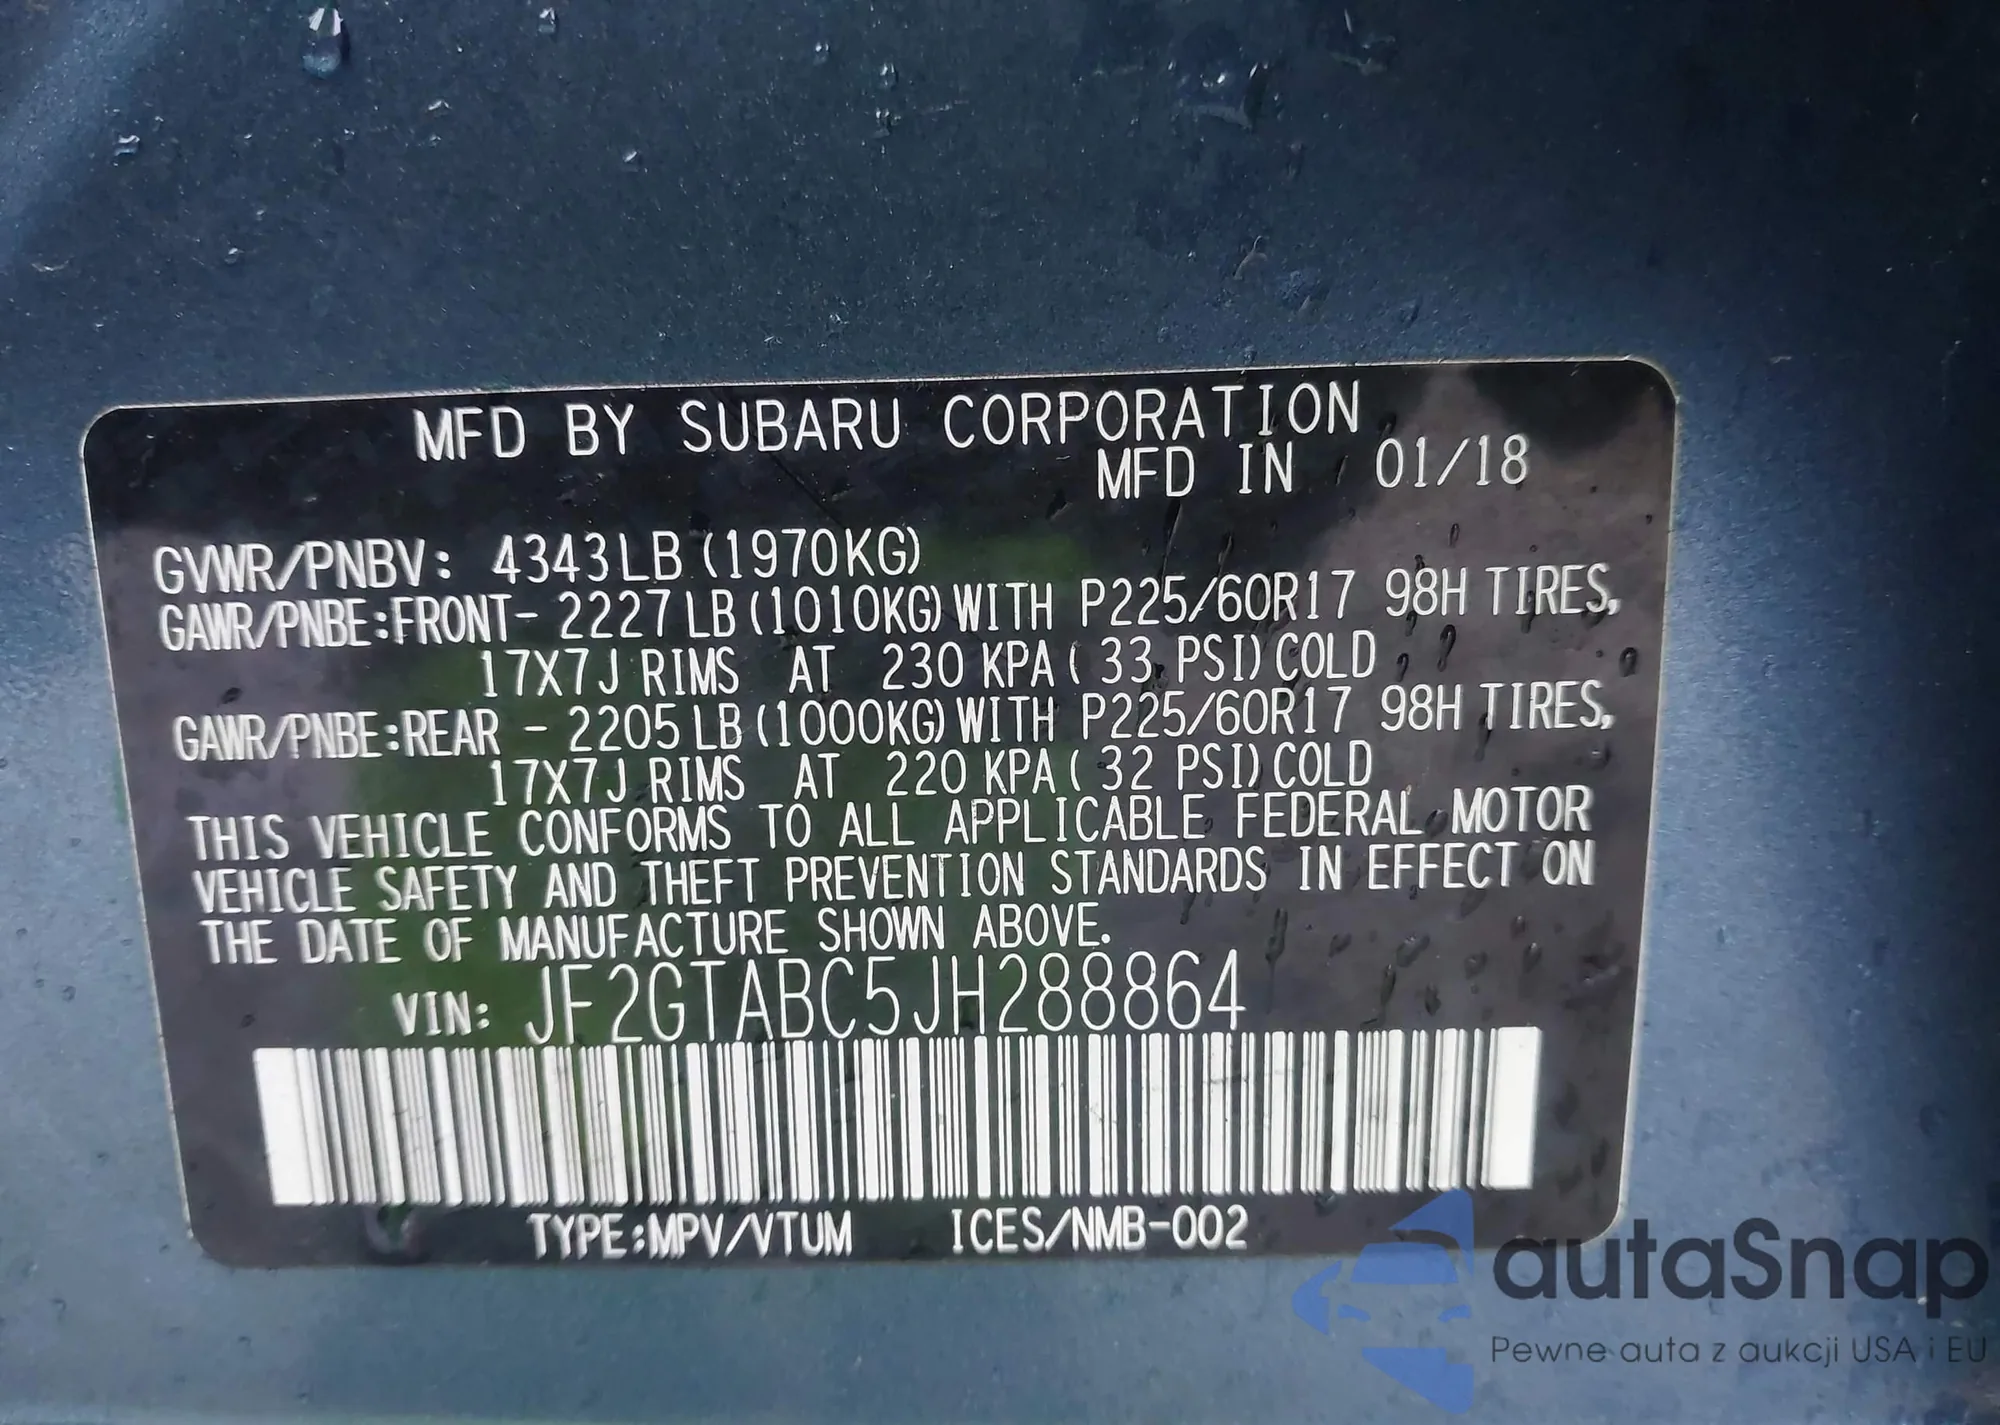 MFD BY SUBARU CORPORATION
MFD IN 01/18
GVWR/PNBV: 4343LB (1970KG)
GAWR/PNBE:FRONT- 2227LB (1010KG) WITH P225/60R17 98H TIRES,
17X7J RIMS AT 230 KPA ( 33 PSI) COLD
GAWR/PNBE:REAR - 2205LB (1000KG) WITH P225/60R17 98H TIRES,
17X7J RIMS AT 220 KPA ( 32 PSI) COLD
THIS VEHICLE CONFORMS TO ALL APPLICABLE FEDERAL MOTOR
VEHICLE SAFETY AND THEFT PREVENTION STANDARDS IN EFFECT ON
THE DATE OF MANUFACTURE SHOWN ABOVE.
VIN: JF2GTABC5JH288864
TYPE:MPV/VTUM ICES/NMB-002
autaSnap
Pewne auta z aukcji USA i EU